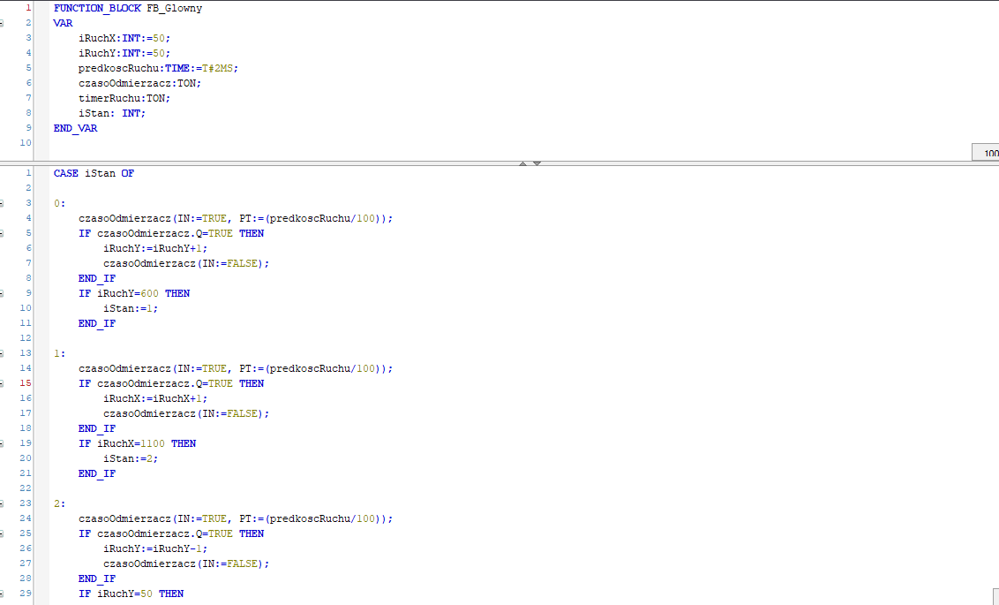 1 FUNCTION_BLOCK FB_Glowny
2 VAR
3 iRuchX:INT:=50;
4 iRuchY:INT:=50;
5 predkoscRuchu:TIME:=T#2MS;
6 czasoOdmierzacz:TON;
7 timerRuchu:TON;
8 iStan: INT;
9 END_VAR
10
100
1 CASE iStan OF
2
3 0:
4 czasoOdmierzacz(IN:=TRUE, PT:=(predkoscRuchu/100));
5 IF czasoOdmierzacz.Q=TRUE THEN
6 iRuchY:=iRuchY+1;
7 czasoOdmierzacz(IN:=FALSE);
8 END_IF
9 IF iRuchY=600 THEN
10 iStan:=1;
11 END_IF
12
13 1:
14 czasoOdmierzacz(IN:=TRUE, PT:=(predkoscRuchu/100));
15 IF czasoOdmierzacz.Q=TRUE THEN
16 iRuchX:=iRuchX+1;
17 czasoOdmierzacz(IN:=FALSE);
18 END_IF
19 IF iRuchX=1100 THEN
20 iStan:=2;
21 END_IF
22
23 2:
24 czasoOdmierzacz(IN:=TRUE, PT:=(predkoscRuchu/100));
25 IF czasoOdmierzacz.Q=TRUE THEN
26 iRuchY:=iRuchY-1;
27 czasoOdmierzacz(IN:=FALSE);
28 END_IF
29 IF iRuchY=50 THEN